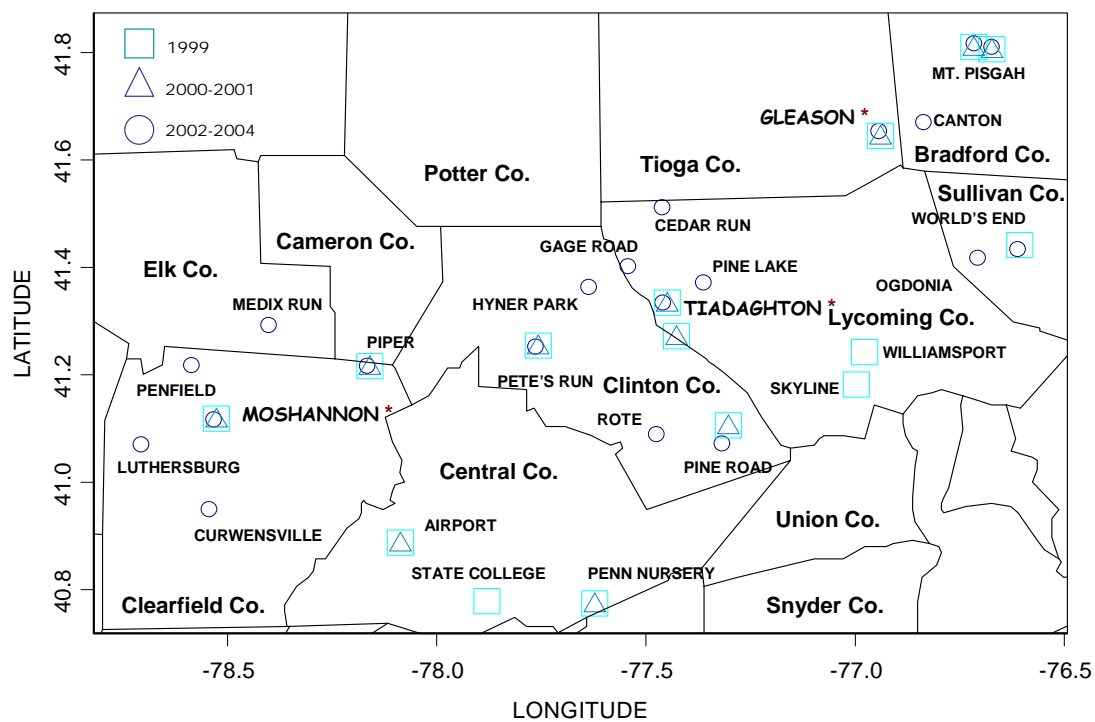 1999
2000-2001
2002-2004
41.8
41.6
41.4
41.2
41.0
40.8
LATITUDE
MT. PISGAH
GLEASON *
CANTON
Bradford Co.
Tioga Co.
Potter Co.
Sullivan Co.
WORLD'S END
CEDAR RUN
Cameron Co.
GAGE ROAD
Elk Co.
PINE LAKE
OGDONIA
MEDIX RUN
HYNER PARK
TIADAGHTON *
Lycoming Co.
PIPER
WILLIAMSPORT
PENFIELD
PETE'S RUN
Clinton Co.
SKYLINE
MOSHANNON *
ROTE
LUTHERSBURG
Central Co.
PINE ROAD
CURWENSVILLE
AIRPORT
Union Co.
STATE COLLEGE
PENN NURSERY
Clearfield Co.
Snyder Co.
-78.5
-78.0
-77.5
-77.0
-76.5
LONGITUDE